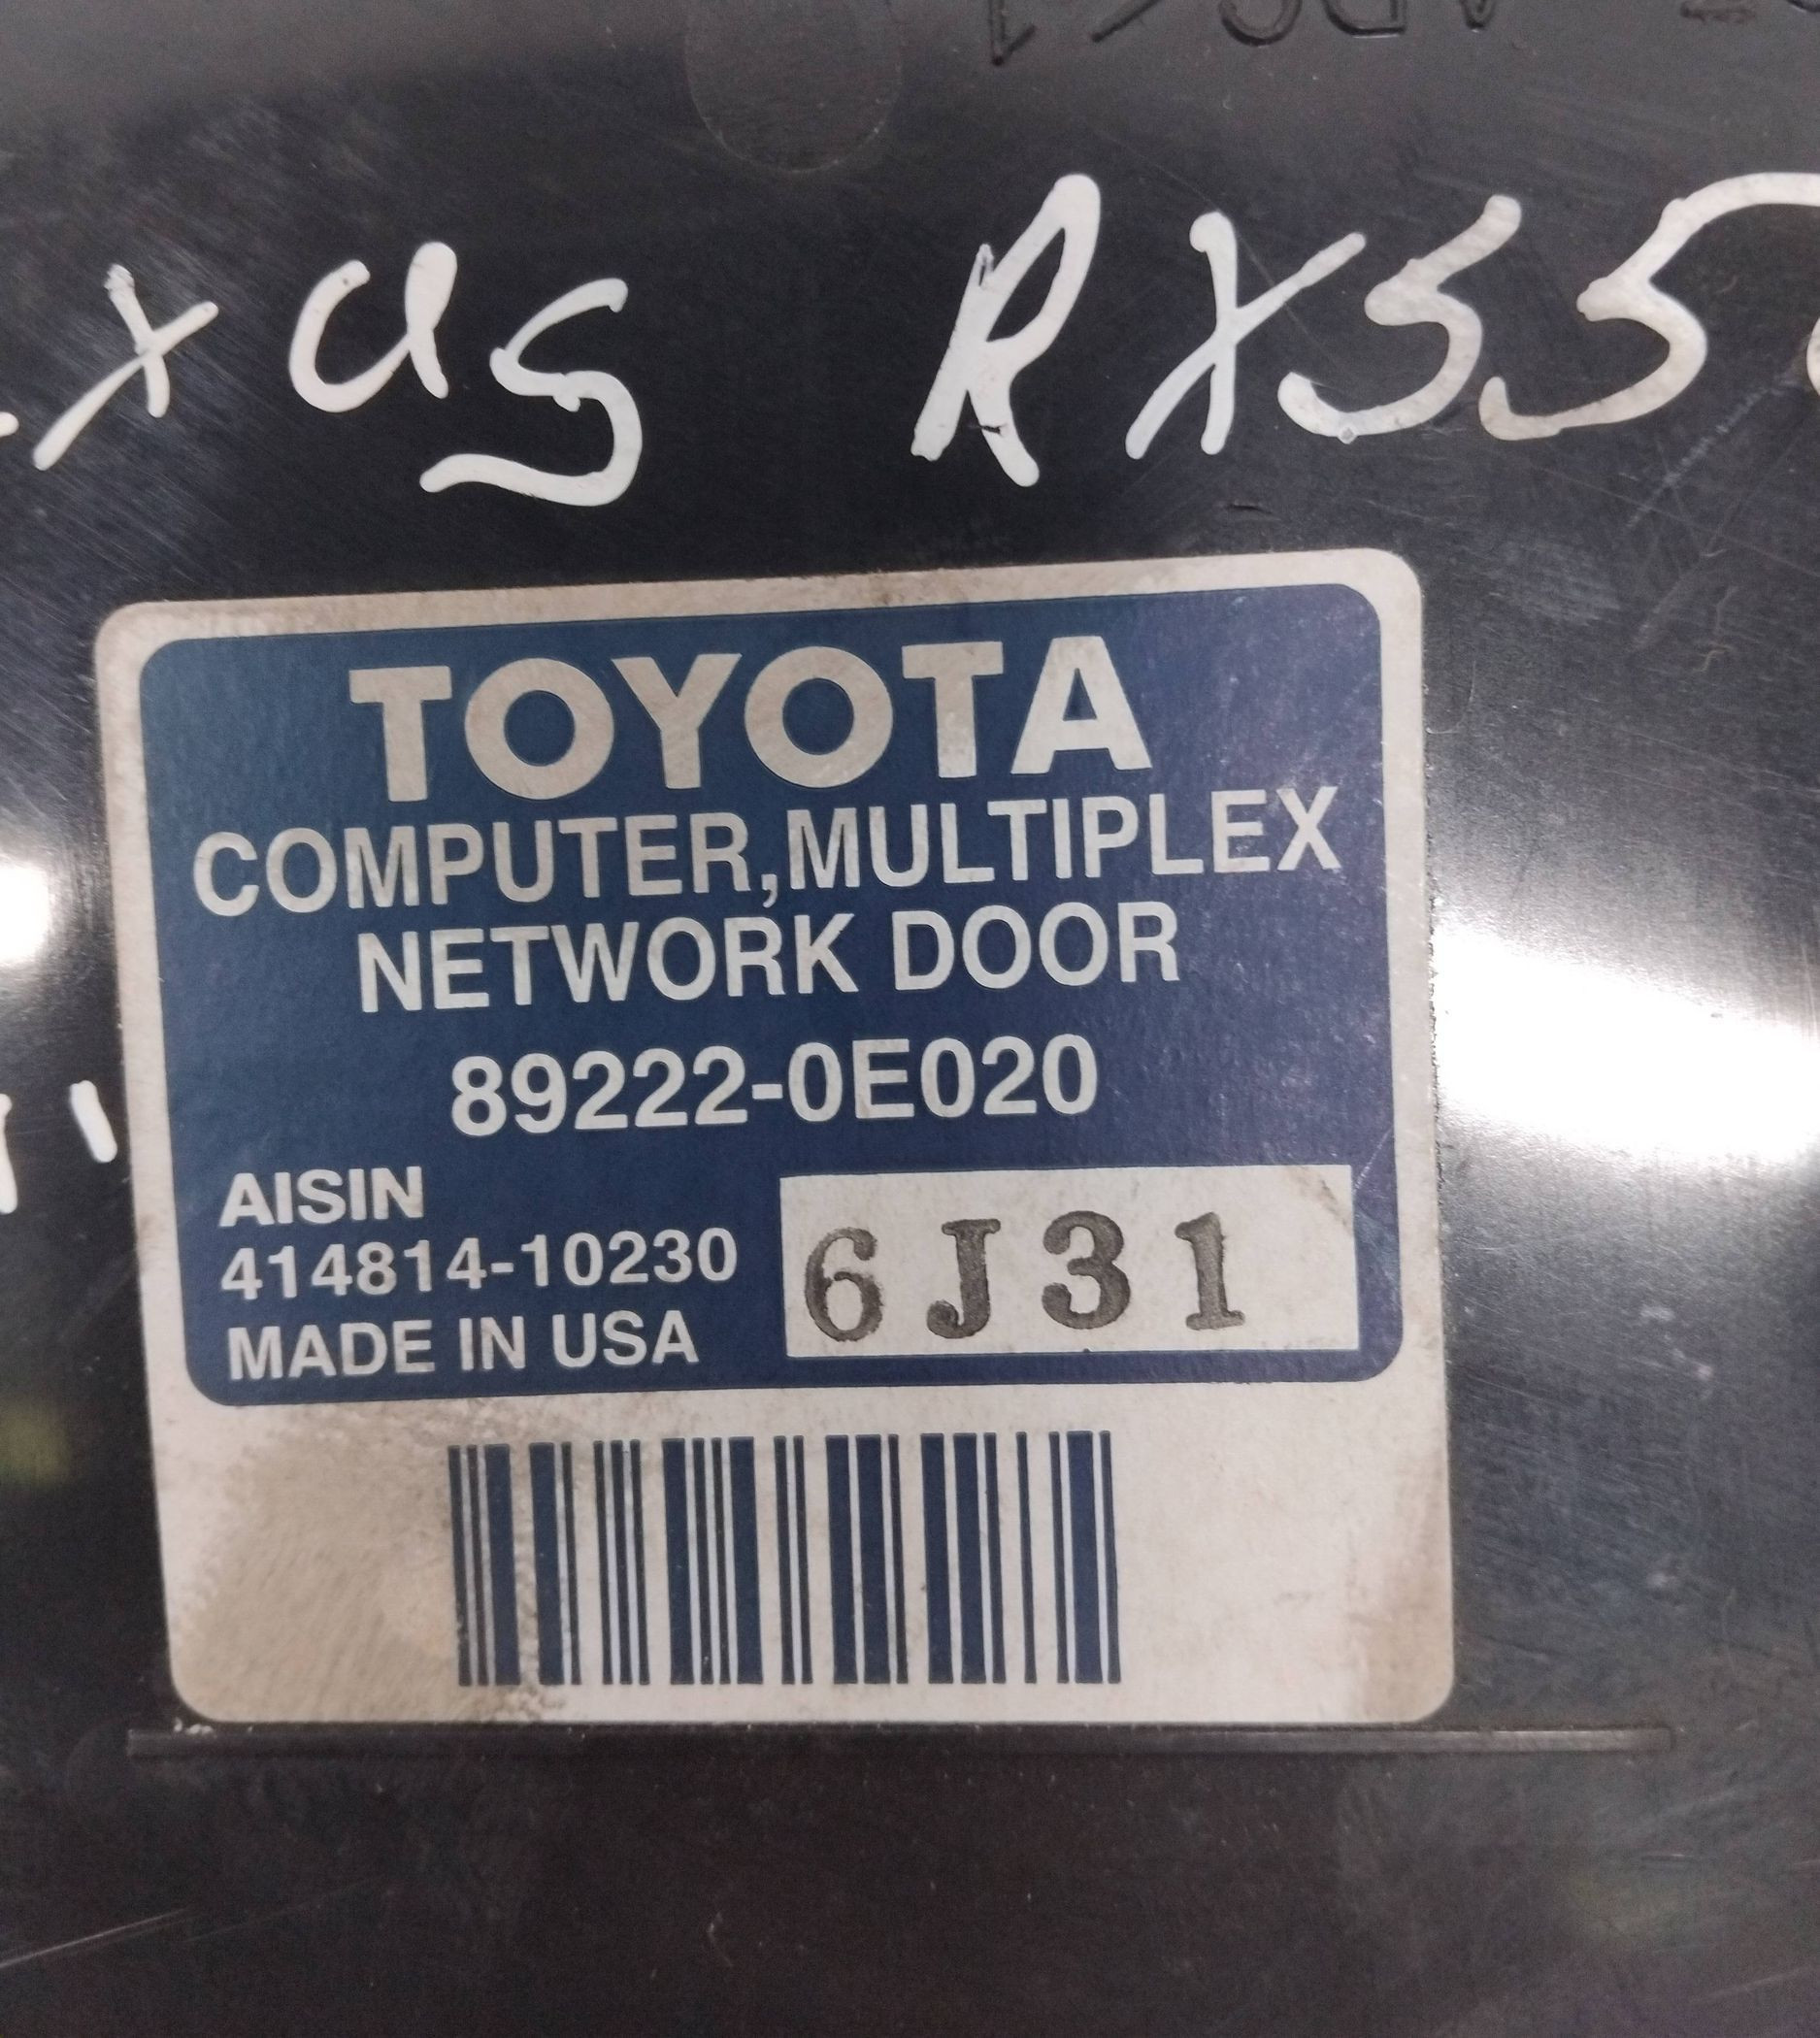 xus RX35
TOYOTA
COMPUTER,MULTIPLEX
NETWORK DOOR
89222-0E020
AISIN
414814-10230
MADE IN USA
6J31